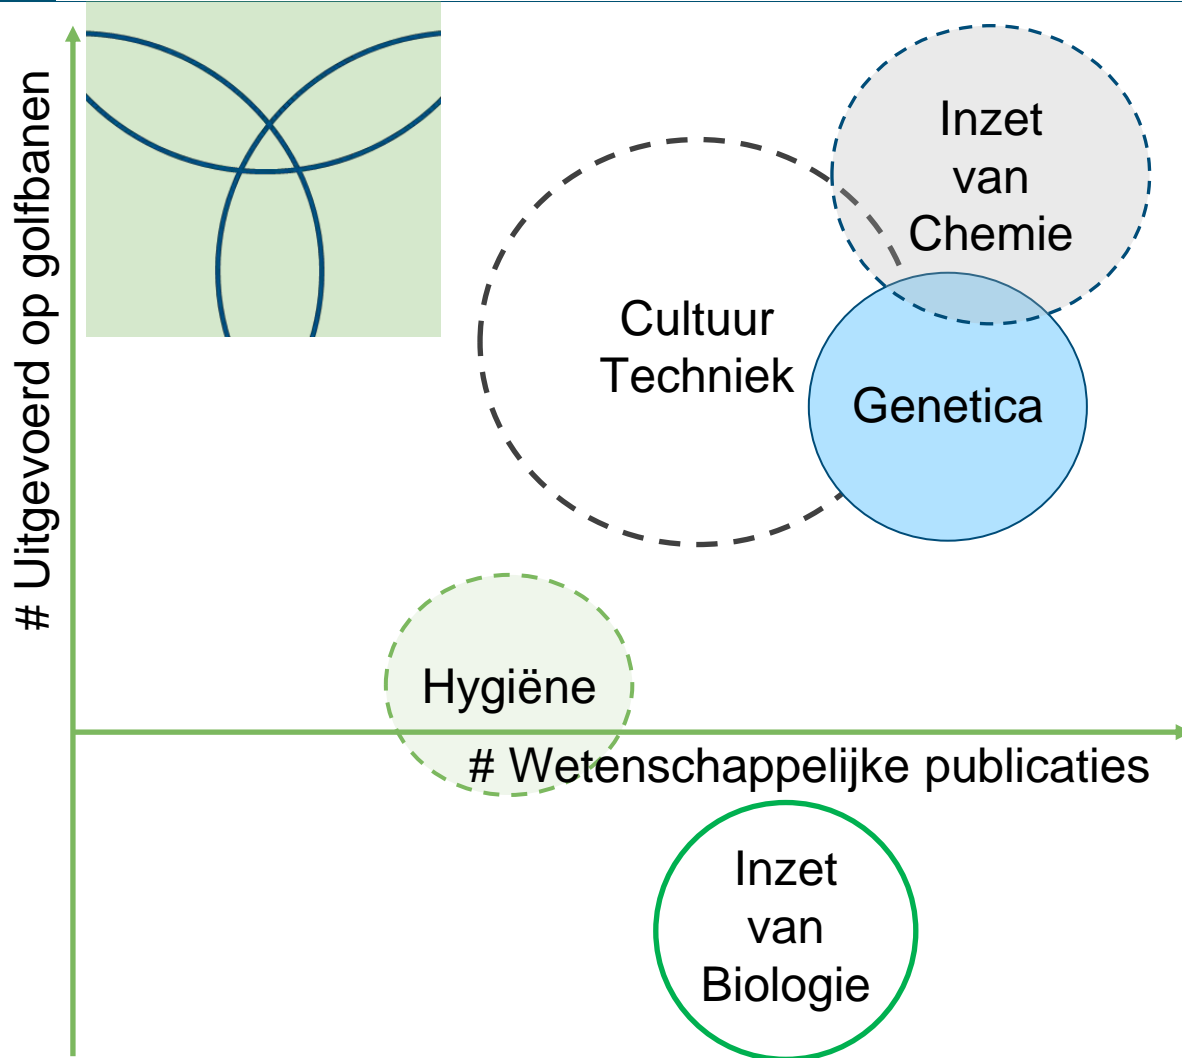 # Uitgevoerd op golfbanen
Inzet
van
Chemie
Cultuur
Techniek
Genetica
Hygiëne
# Wetenschappelijke publicaties
Inzet
van
Biologie